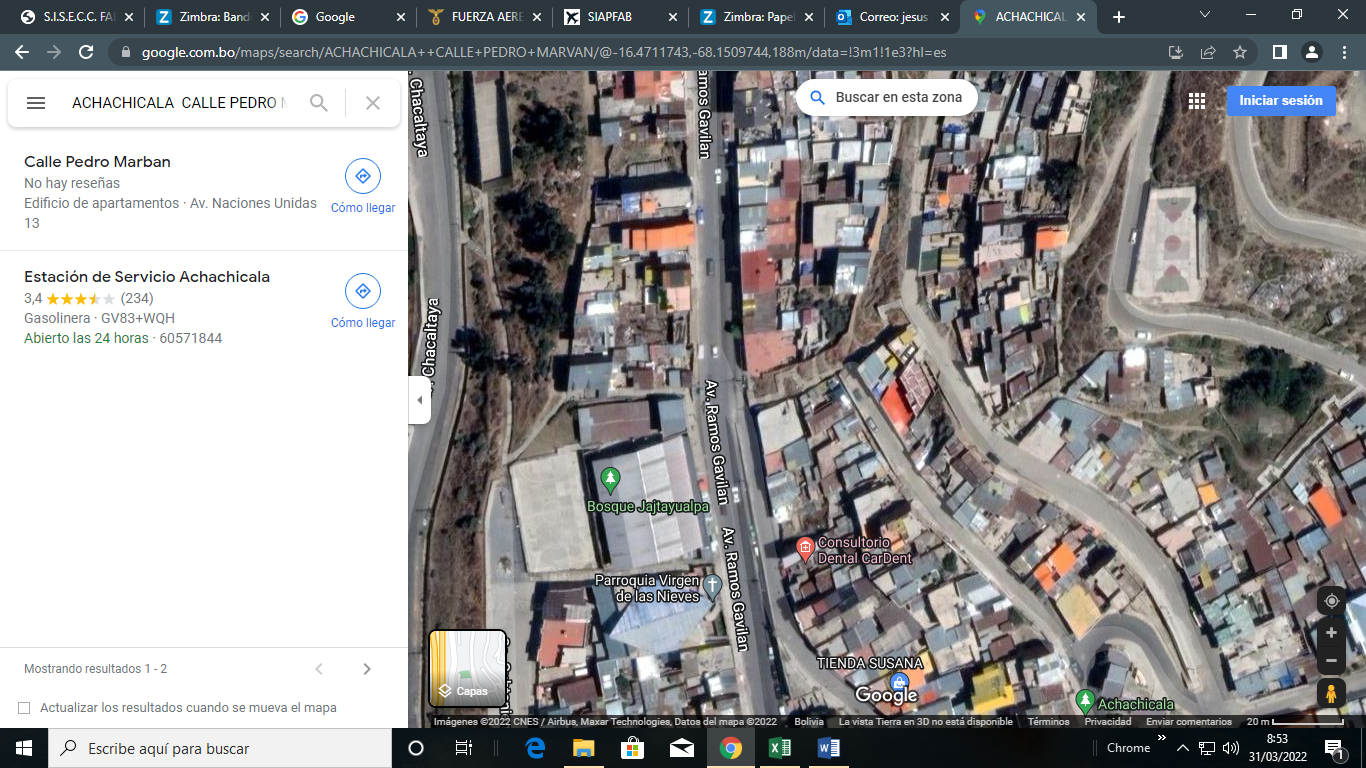 S.I.S.E.C.C. FA
Zimbra: Band
Google
FUERZA AERE
SIAPFAB
Zimbra: Pape
Correo: jesus
ACHACHICAL
google.com.bo/maps/search/ACHACHICALA++CALLE+PEDRO+MARVAN/@-16.4711743,-68.1509744,188m/data=!3m1!1e3?hl=es
ACHACHICALA CALLE PEDRO M
Buscar en esta zona
Iniciar sesión
Calle Pedro Marban
No hay reseñas
Edificio de apartamentos · Av. Naciones Unidas
13
Cómo llegar
Estación de Servicio Achachicala
3,4 (234)
Gasolinera · GV83+WQH
Abierto las 24 horas · 60571844
Cómo llegar
. Chacaltaya
Chacaltaya
Ramos Gavilan
Av. Ramos Gavilan
Av. Ramos Gavilan
Bosque Jajtayualpa
Consultorio
Dental CarDent
Parroquia Virgen
de las Nieves
TIENDA SUSANA
Achachicala
Google
Capas
Mostrando resultados 1 - 2
Actualizar los resultados cuando se mueva el mapa
Imágenes ©2022 CNES / Airbus, Maxar Technologies, Datos del mapa ©2022 Bolivia La vista Tierra en 3D no está disponible Términos Privacidad Enviar comentarios 20 m
Escribe aquí para buscar
Chrome
8:53
31/03/2022
1